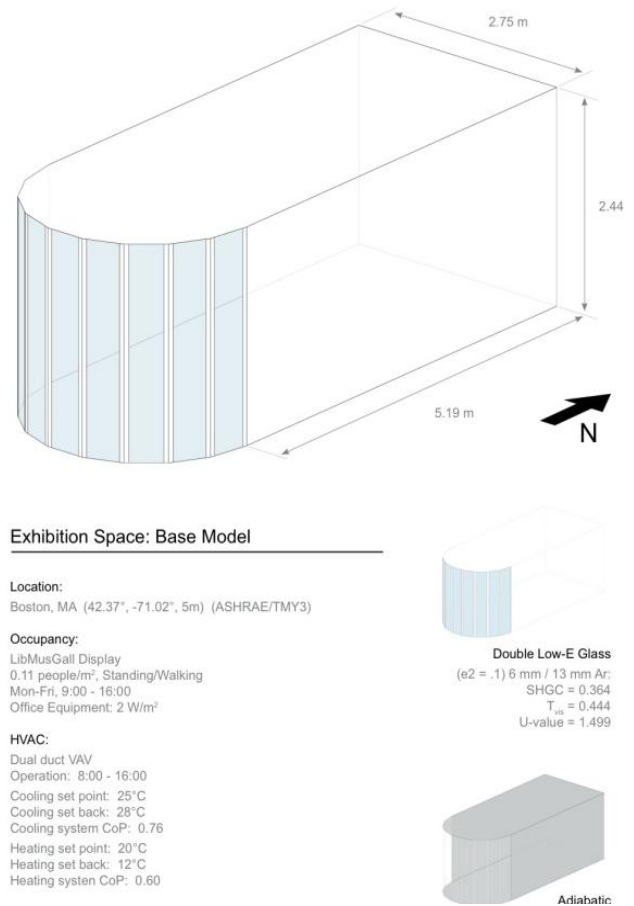 2.75 m
2.44
5.19 m
N
Exhibition Space: Base Model
Location:
Boston, MA (42.37°, -71.02°, 5m) (ASHRAE/TMY3)
Occupancy:
LibMusGall Display
0.11 people/m², Standing/Walking
Mon-Fri, 9:00 - 16:00
Office Equipment: 2 W/m²
HVAC:
Dual duct VAV
Operation: 8:00 - 16:00
Cooling set point: 25°C
Cooling set back: 28°C
Cooling system CoP: 0.76
Heating set point: 20°C
Heating set back: 12°C
Heating systen CoP: 0.60
Double Low-E Glass
(e2 = .1) 6 mm / 13 mm Ar:
SHGC = 0.364
Tvis = 0.444
U-value = 1.499
Adiabatic